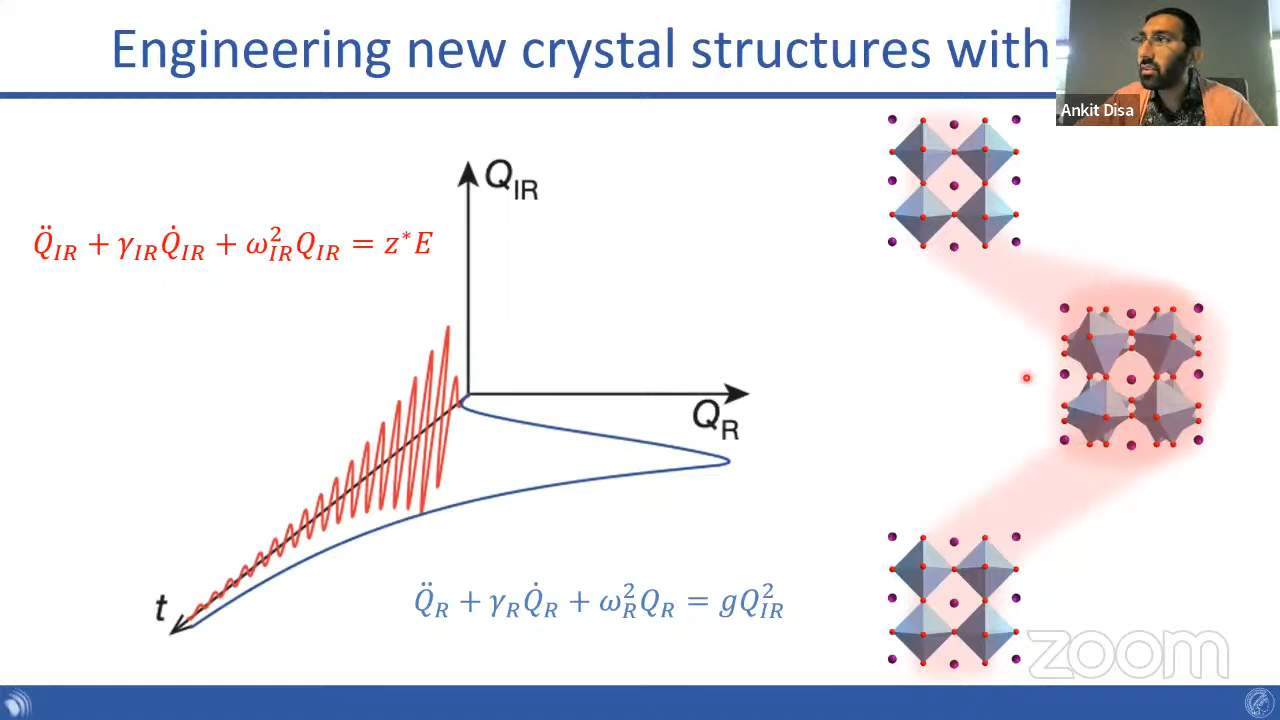 Engineering new crystal structures with
Ankit Disa
Q_IR
Q̈_IR + γ_IR Q̇_IR + ω²_IR Q_IR = z*E
Q_R
t
Q̈_R + γ_R Q̇_R + ω²_R Q_R = gQ²_IR
zoom